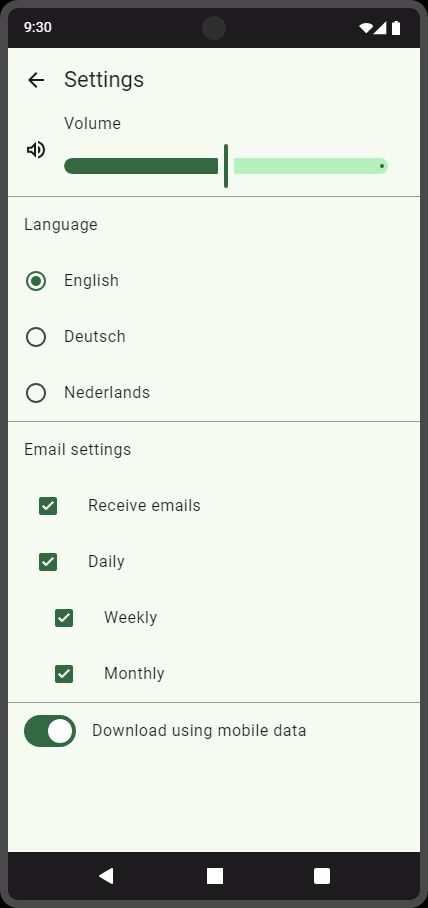 9:30
Settings
Volume
Language
English
Deutsch
Nederlands
Email settings
Receive emails
Daily
Weekly
Monthly
Download using mobile data